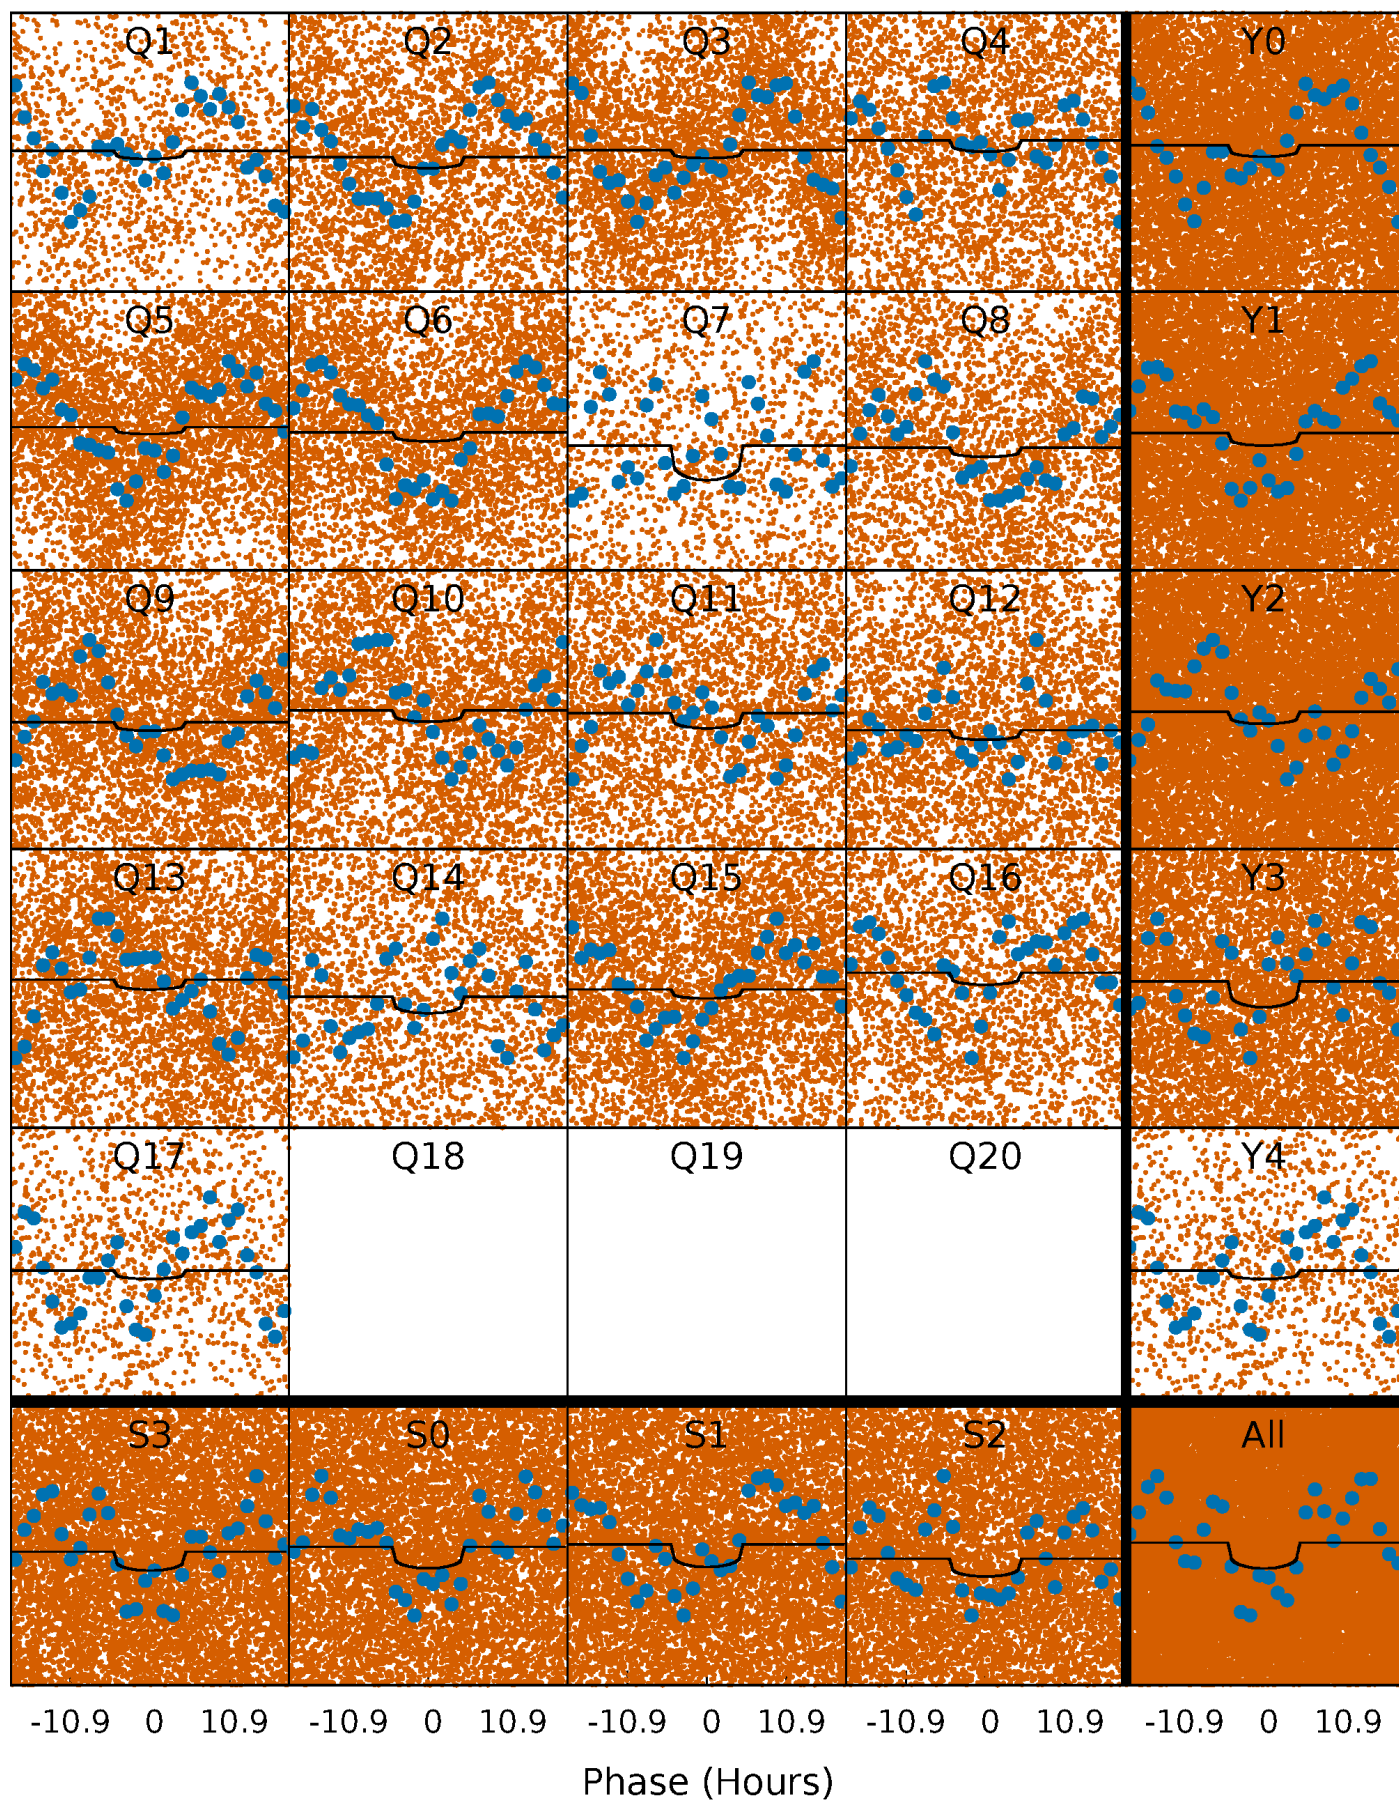 Q1 Q2 Q3 Q4 Y0
Q5 Q6 Q7 Q8 Y1
Q9 Q10 Q11 Q12 Y2
Q13 Q14 Q15 Q16 Y3
Q17 Q18 Q19 Q20 Y4
S3 S0 S1 S2 All
-10.9 0 10.9 -10.9 0 10.9 -10.9 0 10.9 -10.9 0 10.9 -10.9 0 10.9
Phase (Hours)